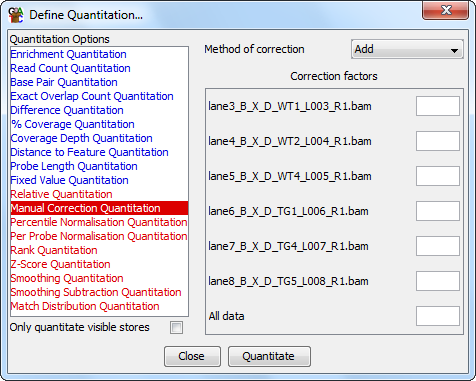 Define Quantitation...
Quantitation Options
Enrichment Quantitation
Read Count Quantitation
Base Pair Quantitation
Exact Overlap Count Quantitation
Difference Quantitation
% Coverage Quantitation
Coverage Depth Quantitation
Distance to Feature Quantitation
Probe Length Quantitation
Fixed Value Quantitation
Relative Quantitation
Manual Correction Quantitation
Percentile Normalisation Quantitation
Per Probe Normalisation Quantitation
Rank Quantitation
Z-Score Quantitation
Smoothing Quantitation
Smoothing Subtraction Quantitation
Match Distribution Quantitation
Only quantitate visible stores
Method of correction Add
Correction factors
lane3_B_X_D_WT1_L003_R1.bam
lane4_B_X_D_WT2_L004_R1.bam
lane5_B_X_D_WT4_L005_R1.bam
lane6_B_X_D_TG1_L006_R1.bam
lane7_B_X_D_TG4_L007_R1.bam
lane8_B_X_D_TG5_L008_R1.bam
All data
Close Quantitate